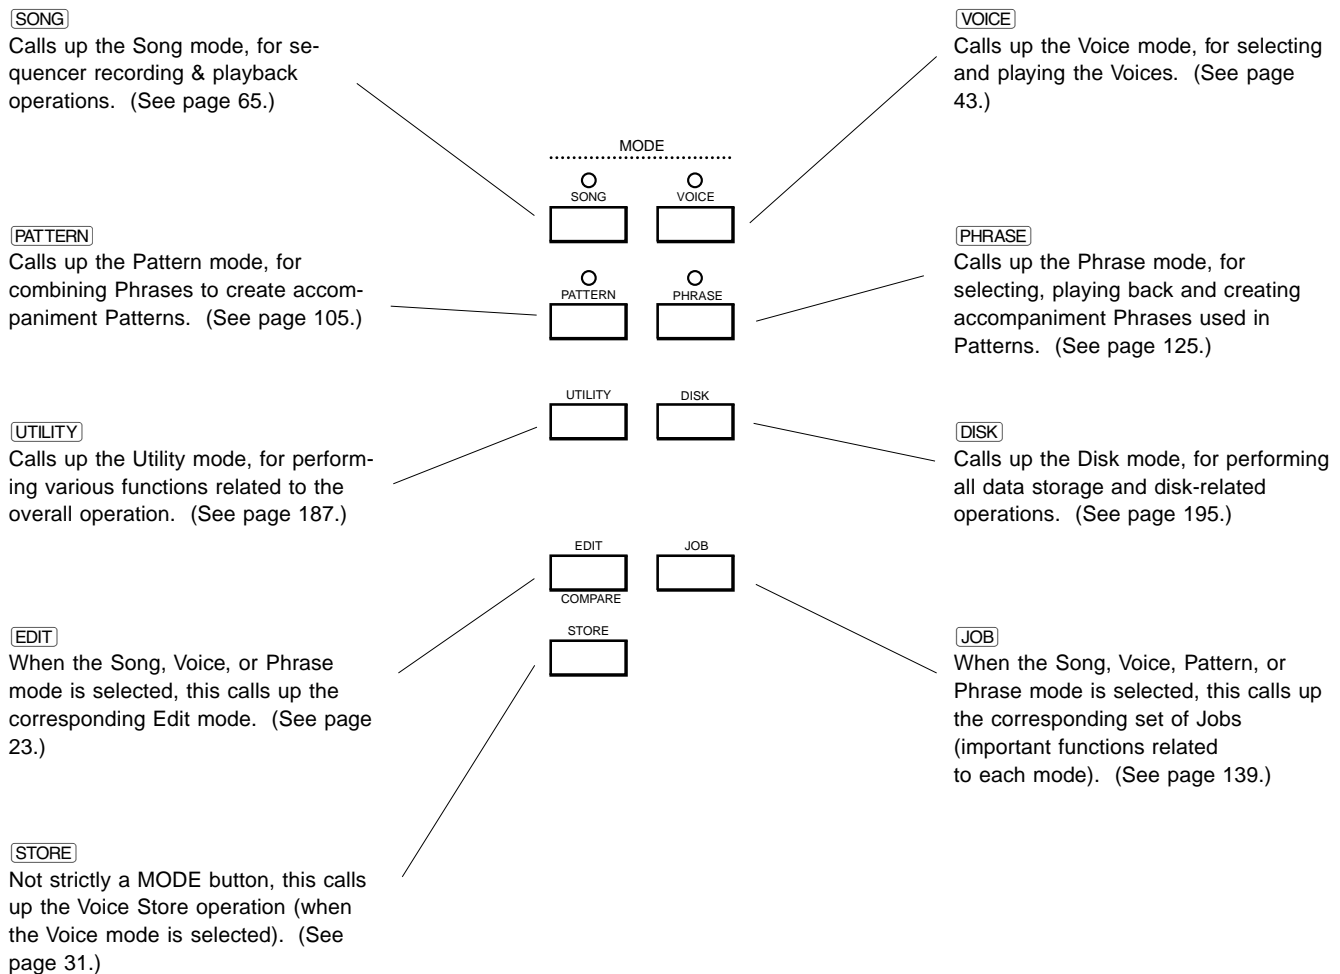 SONG
Calls up the Song mode, for se-
quencer recording & playback
operations. (See page 65.)
VOICE
Calls up the Voice mode, for selecting
and playing the Voices. (See page
43.)
MODE
SONG
VOICE
PATTERN
Calls up the Pattern mode, for
combining Phrases to create accom-
paniment Patterns. (See page 105.)
PATTERN
PHRASE
PHRASE
Calls up the Phrase mode, for
selecting, playing back and creating
accompaniment Phrases used in
Patterns. (See page 125.)
UTILITY
DISK
UTILITY
Calls up the Utility mode, for perform-
ing various functions related to the
overall operation. (See page 187.)
DISK
Calls up the Disk mode, for performing
all data storage and disk-related
operations. (See page 195.)
EDIT
JOB
COMPARE
STORE
EDIT
When the Song, Voice, or Phrase
mode is selected, this calls up the
corresponding Edit mode. (See page
23.)
JOB
When the Song, Voice, Pattern, or
Phrase mode is selected, this calls up
the corresponding set of Jobs
(important functions related
to each mode). (See page 139.)
STORE
Not strictly a MODE button, this calls
up the Voice Store operation (when
the Voice mode is selected). (See
page 31.)